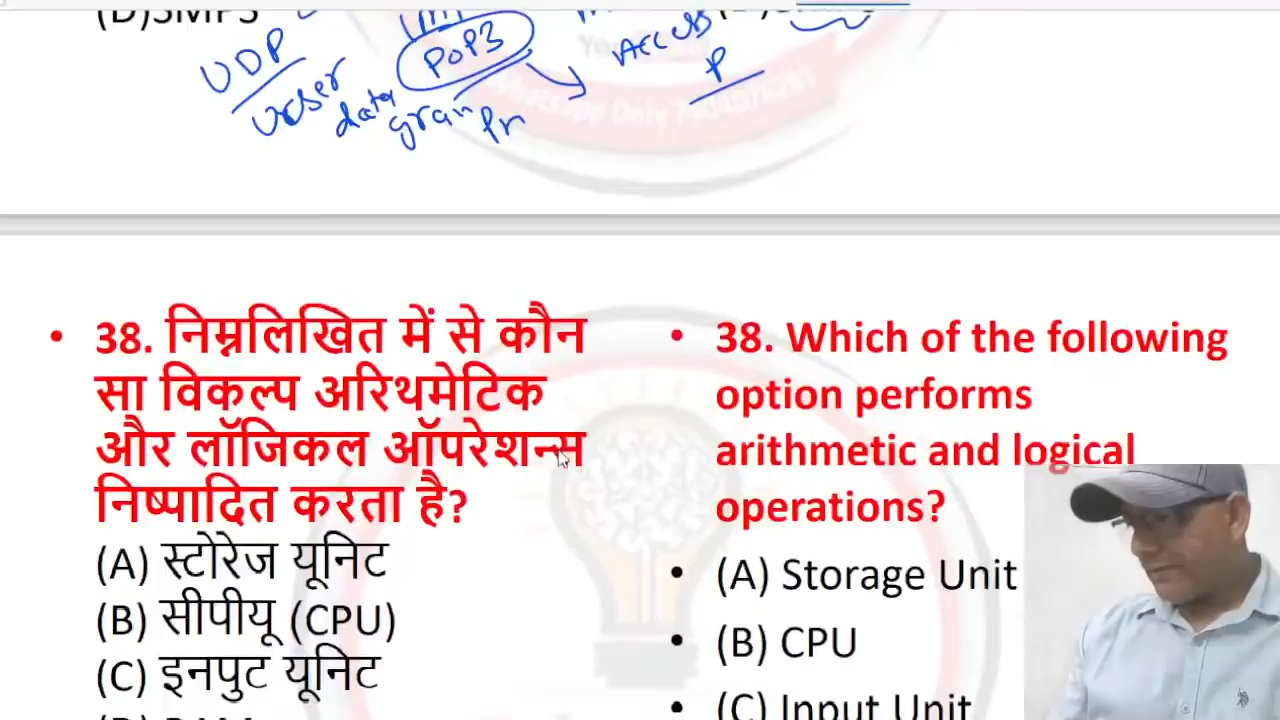 (D)SMPS
UDP
user
data
gram
Pr
POP3
Access
P
• 38. निम्नलिखित में से कौन
सा विकल्प अरिथमेटिक
और लॉजिकल ऑपरेशन्स
निष्पादित करता है?
(A) स्टोरेज यूनिट
(B) सीपीयू (CPU)
(C) इनपुट यूनिट
• 38. Which of the following
option performs
arithmetic and logical
operations?
• (A) Storage Unit
• (B) CPU
• (C) Input Unit